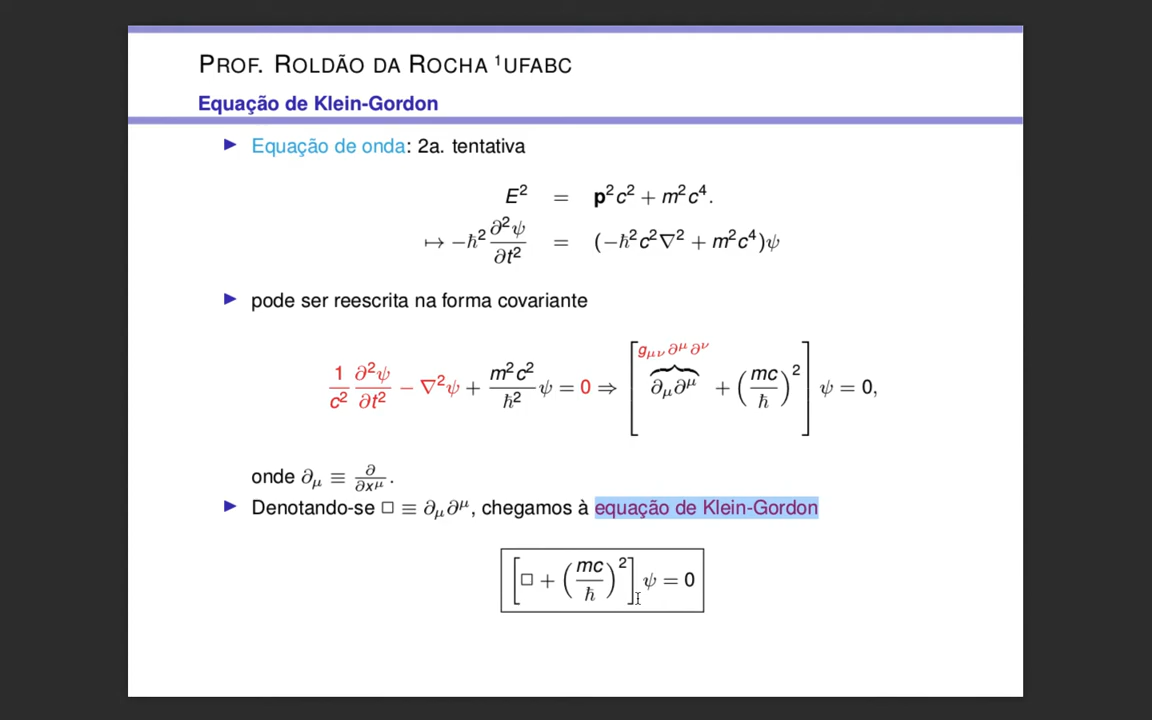 PROF. ROLDÃO DA ROCHA ¹UFABC
Equação de Klein-Gordon
► Equação de onda: 2a. tentativa
E² = p²c² + m²c⁴.
↦ −ℏ² ∂²ψ/∂t² = (−ℏ²c²∇² + m²c⁴)ψ
► pode ser reescrita na forma covariante
1/c² ∂²ψ/∂t² − ∇²ψ + m²c²/ℏ² ψ = 0 ⇒ [ g_μν ∂^μ ∂^ν ⏞ ∂_μ∂^μ + (mc/ℏ)² ] ψ = 0,
onde ∂_μ ≡ ∂/∂x^μ.
► Denotando-se □ ≡ ∂_μ∂^μ, chegamos à equação de Klein-Gordon
[□ + (mc/ℏ)²] ψ = 0